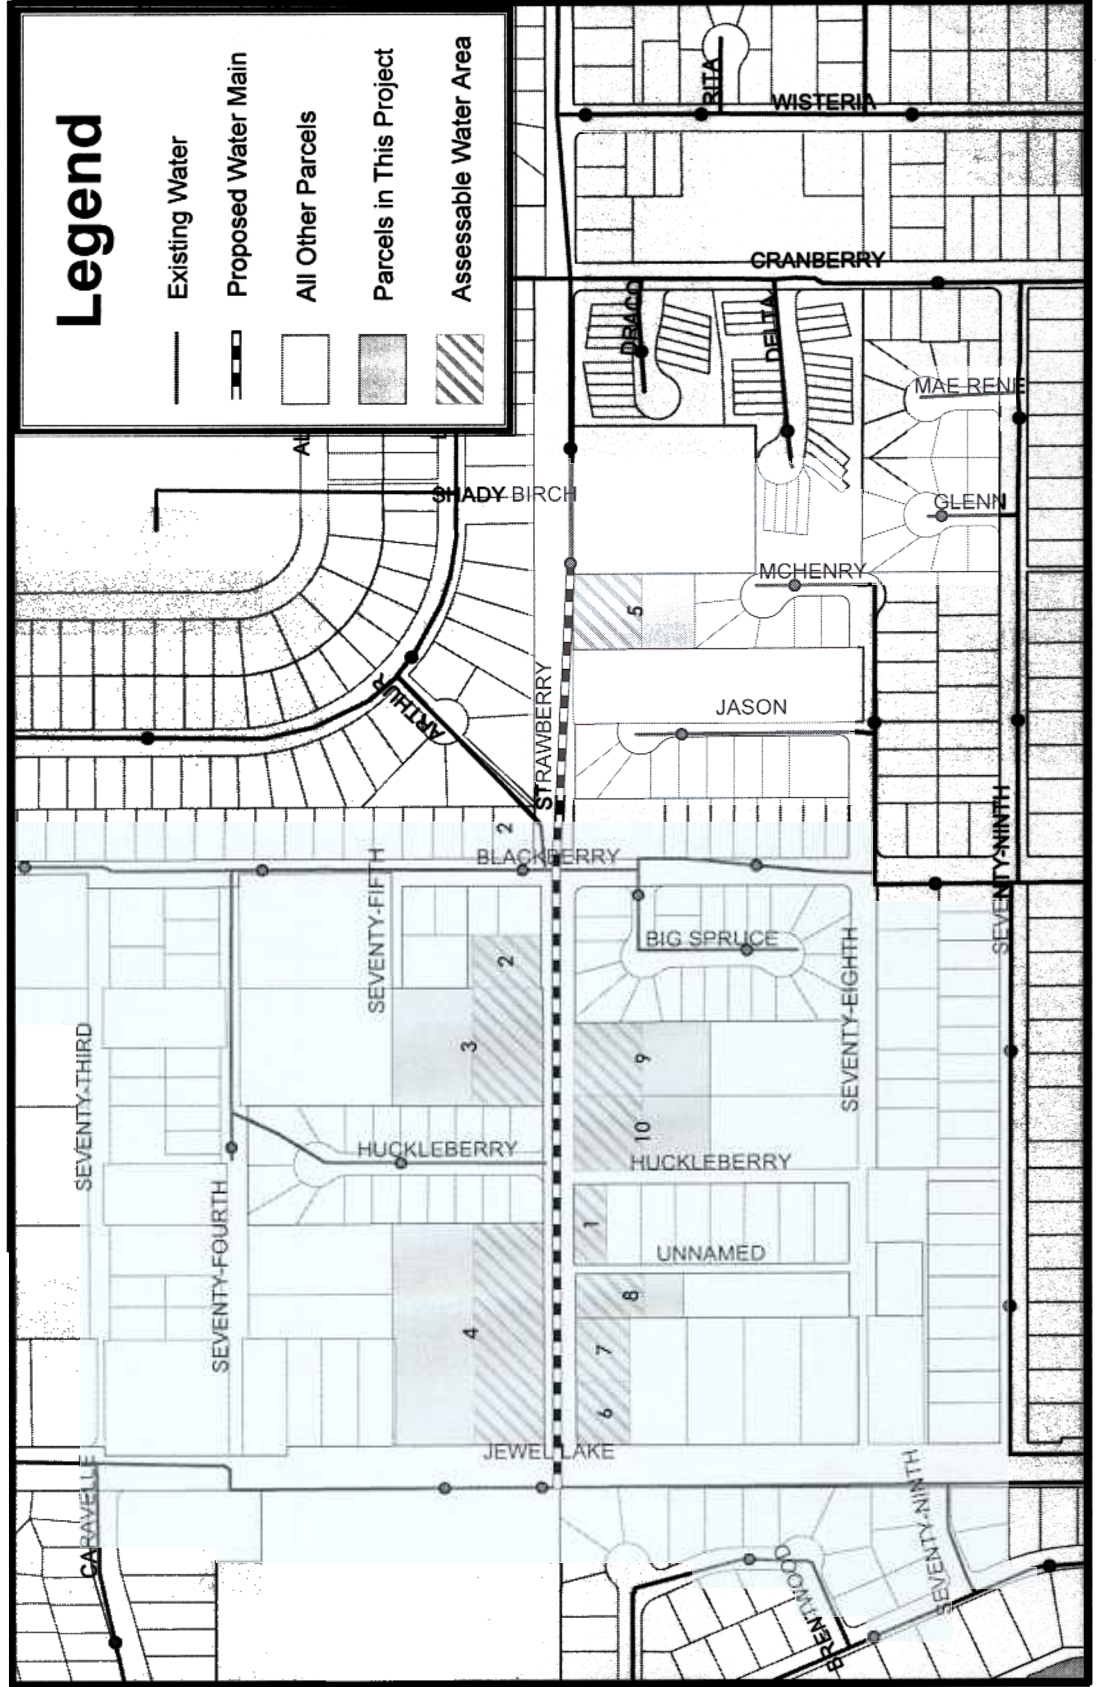 Legend
Existing Water
Proposed Water Main
All Other Parcels
Parcels in This Project
Assessable Water Area
RITA
WISTERIA
CRANBERRY
DRACO
DELTA
MAE RENE
AL
SHADY BIRCH
GLENN
MCHENRY
5
ARTHUR
STRAWBERRY
JASON
2
BLACKBERRY
SEVENTY-NINTH
SEVENTY-FIFTH
2
BIG SPRUCE
SEVENTY-EIGHTH
3
9
SEVENTY-THIRD
10
HUCKLEBERRY
HUCKLEBERRY
SEVENTY-FOURTH
1
UNNAMED
4
8
7
6
JEWEL LAKE
CARAVELLE
SEVENTY-NINTH
BRENTWOOD